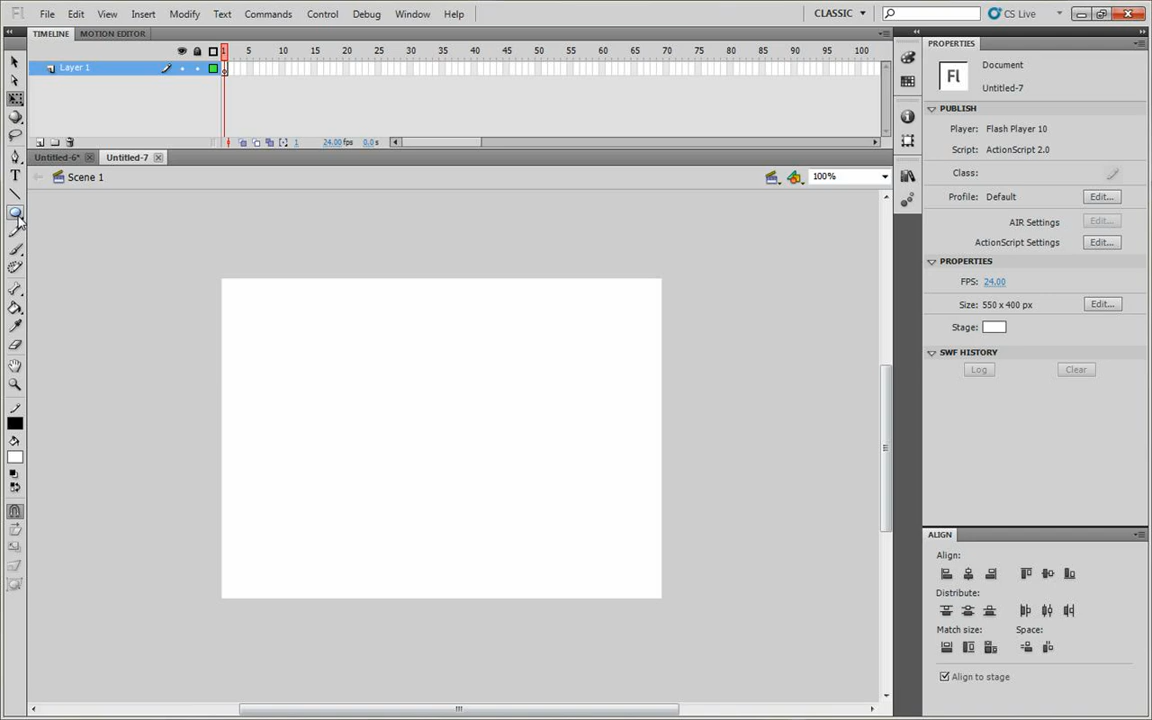 Fl File Edit View Insert Modify Text Commands Control Debug Window Help CLASSIC CS Live
TIMELINE MOTION EDITOR
1 5 10 15 20 25 30 35 40 45 50 55 60 65 70 75 80 85 90 95 100
Layer 1
1 24.00fps 0.0s
Untitled-6* Untitled-7
Scene 1 100%
T
PROPERTIES
Fl
Document
Untitled-7
PUBLISH
Player: Flash Player 10
Script: ActionScript 2.0
Class:
Profile: Default Edit...
AIR Settings Edit...
ActionScript Settings Edit...
PROPERTIES
FPS: 24.00
Size: 550 x 400 px Edit...
Stage:
SWF HISTORY
Log Clear
ALIGN
Align:
Distribute:
Match size: Space:
Align to stage